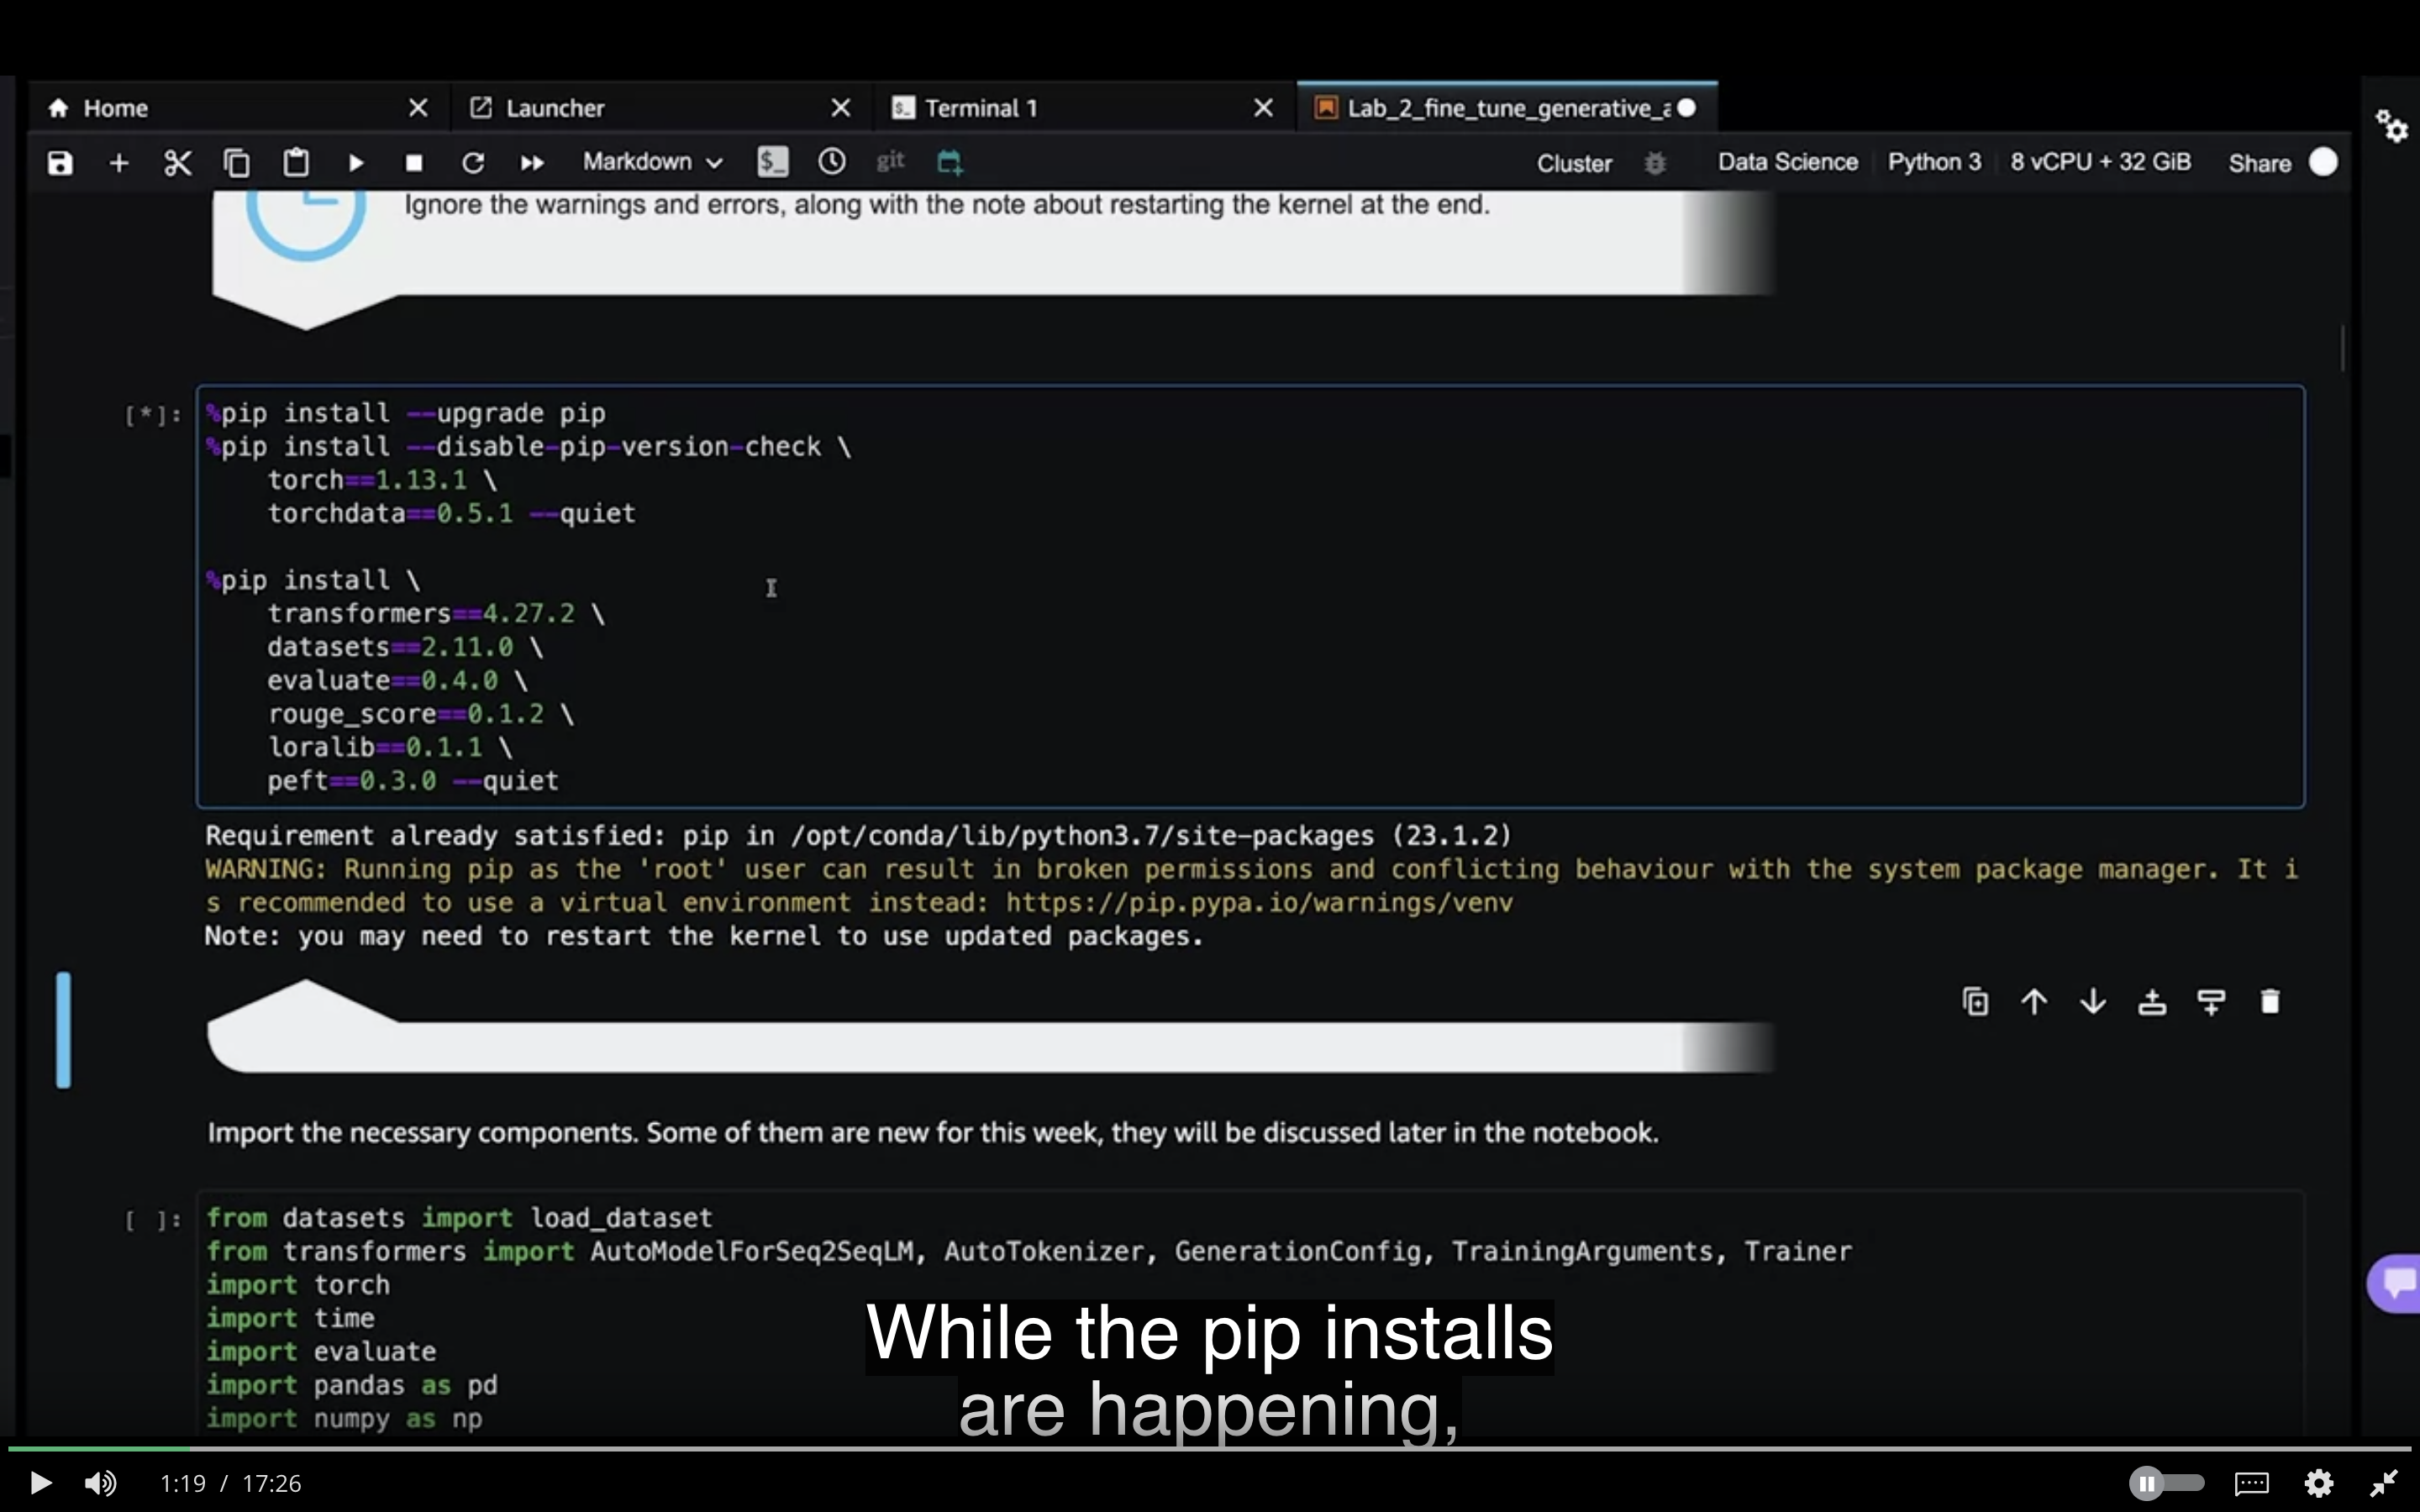 Home
Launcher
Terminal 1
Lab_2_fine_tune_generative_a
Markdown
git
Cluster
Data Science
Python 3
8 vCPU + 32 GiB
Share
Ignore the warnings and errors, along with the note about restarting the kernel at the end.
[*]:
%pip install --upgrade pip
%pip install --disable-pip-version-check \
    torch==1.13.1 \
    torchdata==0.5.1 --quiet
%pip install \
    transformers==4.27.2 \
    datasets==2.11.0 \
    evaluate==0.4.0 \
    rouge_score==0.1.2 \
    loralib==0.1.1 \
    peft==0.3.0 --quiet
Requirement already satisfied: pip in /opt/conda/lib/python3.7/site-packages (23.1.2)
WARNING: Running pip as the 'root' user can result in broken permissions and conflicting behaviour with the system package manager. It i
s recommended to use a virtual environment instead: https://pip.pypa.io/warnings/venv
Note: you may need to restart the kernel to use updated packages.
Import the necessary components. Some of them are new for this week, they will be discussed later in the notebook.
[ ]:
from datasets import load_dataset
from transformers import AutoModelForSeq2SeqLM, AutoTokenizer, GenerationConfig, TrainingArguments, Trainer
import torch
import time
import evaluate
import pandas as pd
import numpy as np
While the pip installs
are happening,
1:19 / 17:26